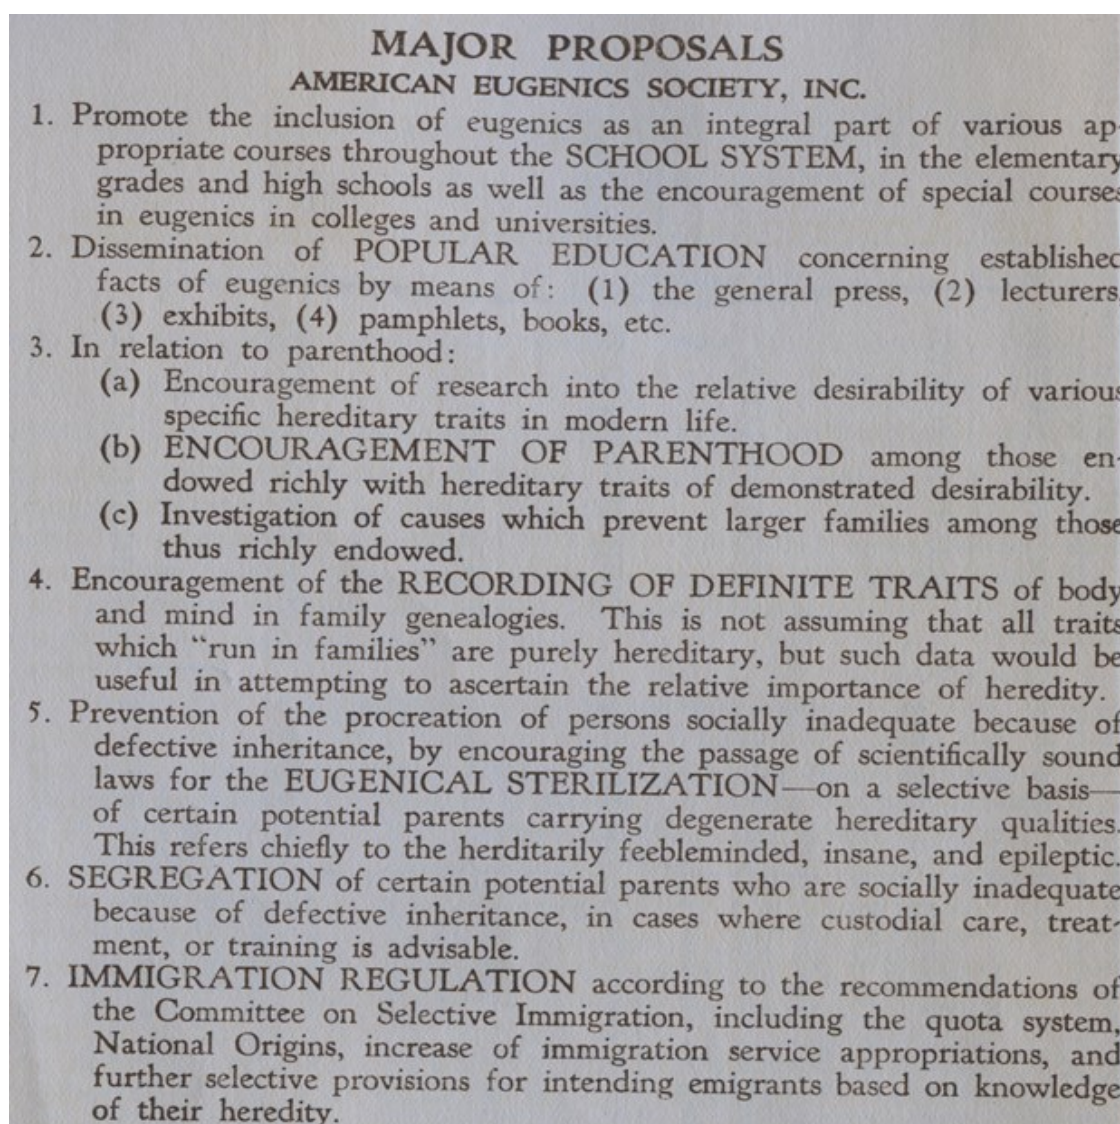 MAJOR PROPOSALS
AMERICAN EUGENICS SOCIETY, INC.
1. Promote the inclusion of eugenics as an integral part of various ap-
propriate courses throughout the SCHOOL SYSTEM, in the elementary
grades and high schools as well as the encouragement of special courses
in eugenics in colleges and universities.
2. Dissemination of POPULAR EDUCATION concerning established
facts of eugenics by means of: (1) the general press, (2) lecturers
(3) exhibits, (4) pamphlets, books, etc.
3. In relation to parenthood:
(a) Encouragement of research into the relative desirability of various
specific hereditary traits in modern life.
(b) ENCOURAGEMENT OF PARENTHOOD among those en-
dowed richly with hereditary traits of demonstrated desirability.
(c) Investigation of causes which prevent larger families among those
thus richly endowed.
4. Encouragement of the RECORDING OF DEFINITE TRAITS of body
and mind in family genealogies. This is not assuming that all traits
which "run in families" are purely hereditary, but such data would be
useful in attempting to ascertain the relative importance of heredity.
5. Prevention of the procreation of persons socially inadequate because of
defective inheritance, by encouraging the passage of scientifically sound
laws for the EUGENICAL STERILIZATION—on a selective basis—
of certain potential parents carrying degenerate hereditary qualities.
This refers chiefly to the herditarily feebleminded, insane, and epileptic.
6. SEGREGATION of certain potential parents who are socially inadequate
because of defective inheritance, in cases where custodial care, treat-
ment, or training is advisable.
7. IMMIGRATION REGULATION according to the recommendations of
the Committee on Selective Immigration, including the quota system,
National Origins, increase of immigration service appropriations, and
further selective provisions for intending emigrants based on knowledge
of their heredity.